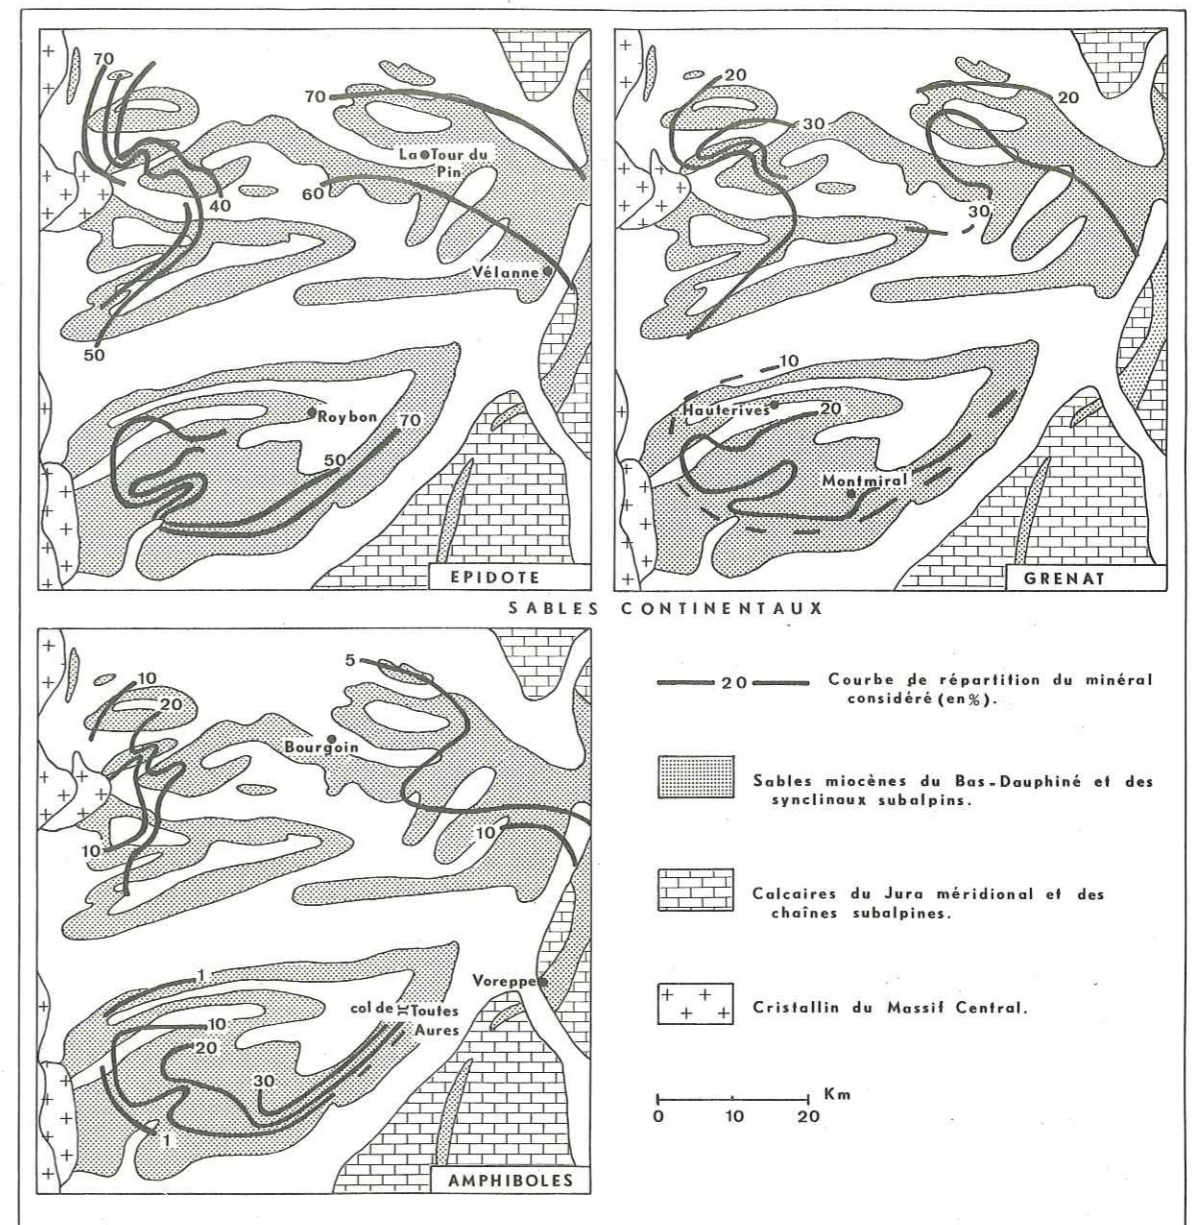 70
70
La Tour du
Pin
60
40
Vélanne
50
Roybon
70
50
EPIDOTE
20
20
30
30
10
Hauterives
20
Montmiral
GRENAT
SABLES CONTINENTAUX
5
10
20
Bourgoin
10
10
1
Voreppe
col de Toutes
Aures
10
20
30
1
AMPHIBOLES
20 Courbe de répartition du minéral
considéré (en%).
Sables miocènes du Bas-Dauphiné et des
synclinaux subalpins.
Calcaires du Jura méridional et des
chaînes subalpines.
Cristallin du Massif Central.
Km
0 10 20